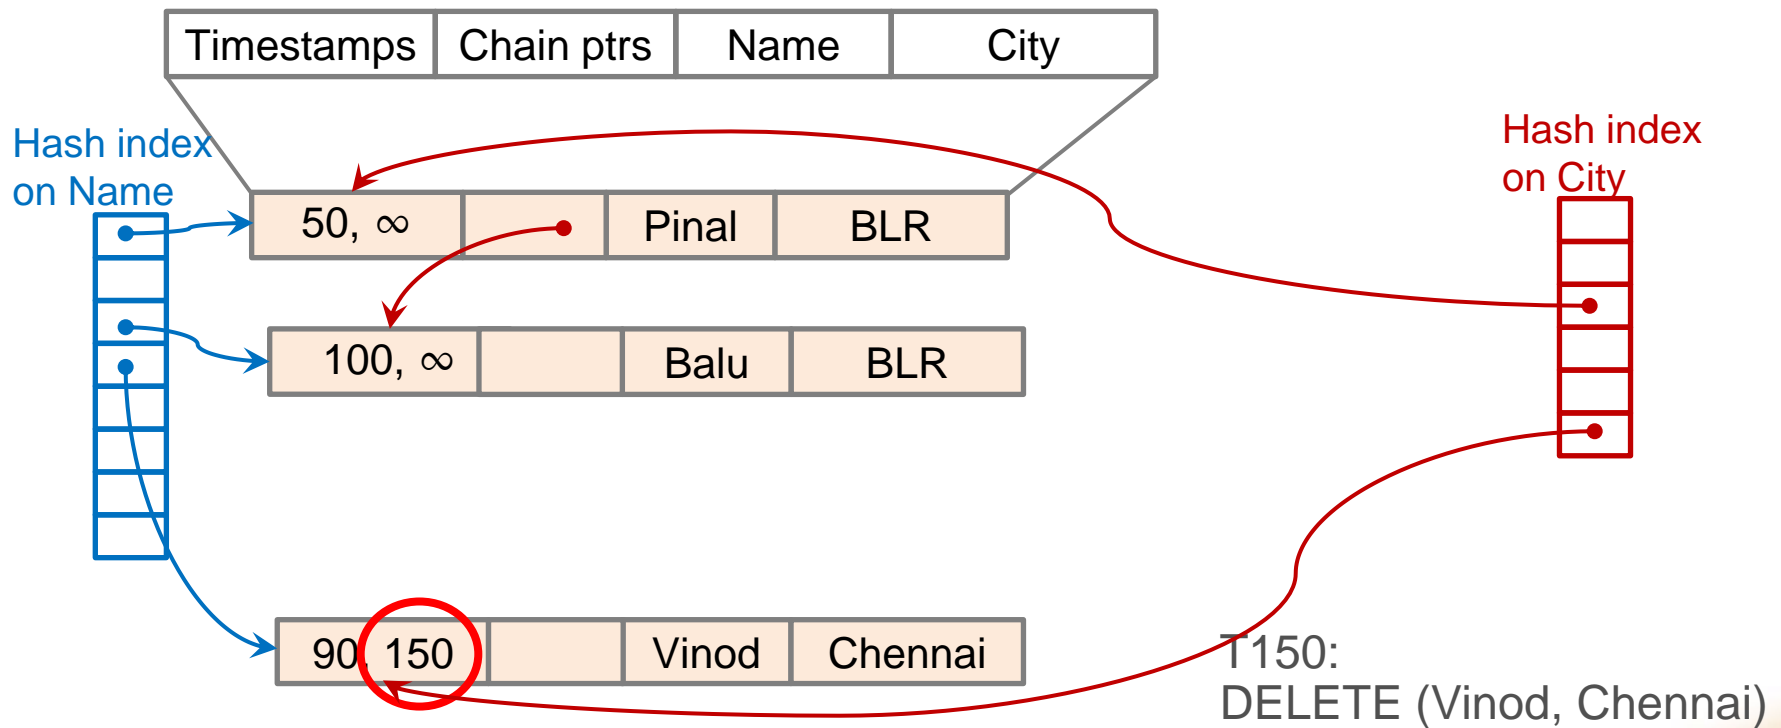 Timestamps Chain ptrs Name City
Hash index
on Name
Hash index
on City
50, ∞ Pinal BLR
100, ∞ Balu BLR
90, 150 Vinod Chennai
T150:
DELETE (Vinod, Chennai)